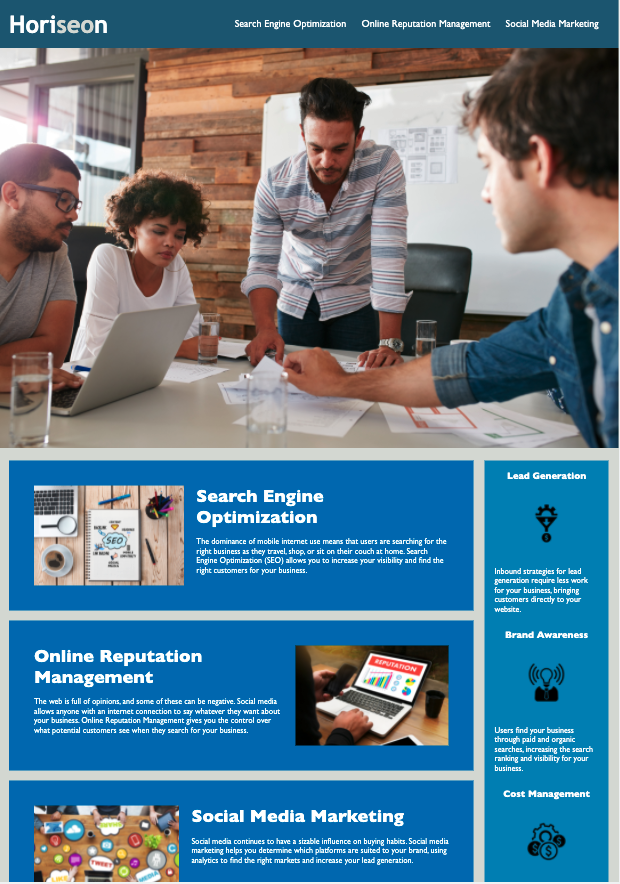 Horiseon
Search Engine Optimization
Online Reputation Management
Social Media Marketing
Search Engine
Optimization
The dominance of mobile internet use means that users are searching for the
right business as they travel, shop, or sit on their couch at home. Search
Engine Optimization (SEO) allows you to increase your visibility and find the
right customers for your business.
SEO
Online Reputation
Management
The web is full of opinions, and some of these can be negative. Social media
allows anyone with an internet connection to say whatever they want about
your business. Online Reputation Management gives you the control over
what potential customers see when they search for your business.
REPUTATION
Social Media Marketing
Social media continues to have a sizable influence on buying habits. Social media
marketing helps you determine which platforms are suited to your brand, using
analytics to find the right markets and increase your lead generation.
TWEET
LIKE
MEDIA
Lead Generation
Inbound strategies for lead
generation require less work
for your business, bringing
customers directly to your
website.
Brand Awareness
Users find your business
through paid and organic
searches, increasing the search
ranking and visibility for your
business.
Cost Management